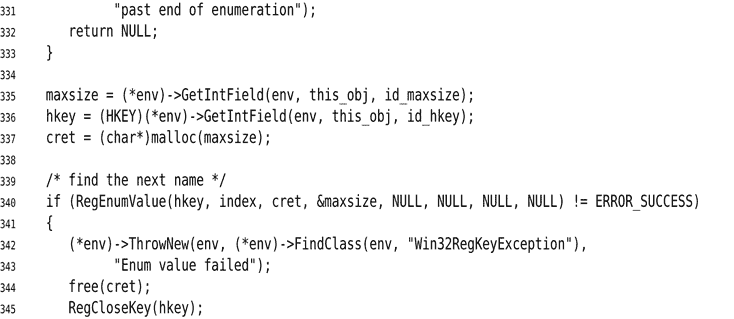 331 "past end of enumeration");
332 return NULL;
333 }
334
335 maxsize = (*env)->GetIntField(env, this_obj, id_maxsize);
336 hkey = (HKEY)(*env)->GetIntField(env, this_obj, id_hkey);
337 cret = (char*)malloc(maxsize);
338
339 /* find the next name */
340 if (RegEnumValue(hkey, index, cret, &maxsize, NULL, NULL, NULL, NULL) != ERROR_SUCCESS)
341 {
342 (*env)->ThrowNew(env, (*env)->FindClass(env, "Win32RegKeyException"),
343 "Enum value failed");
344 free(cret);
345 RegCloseKey(hkey);